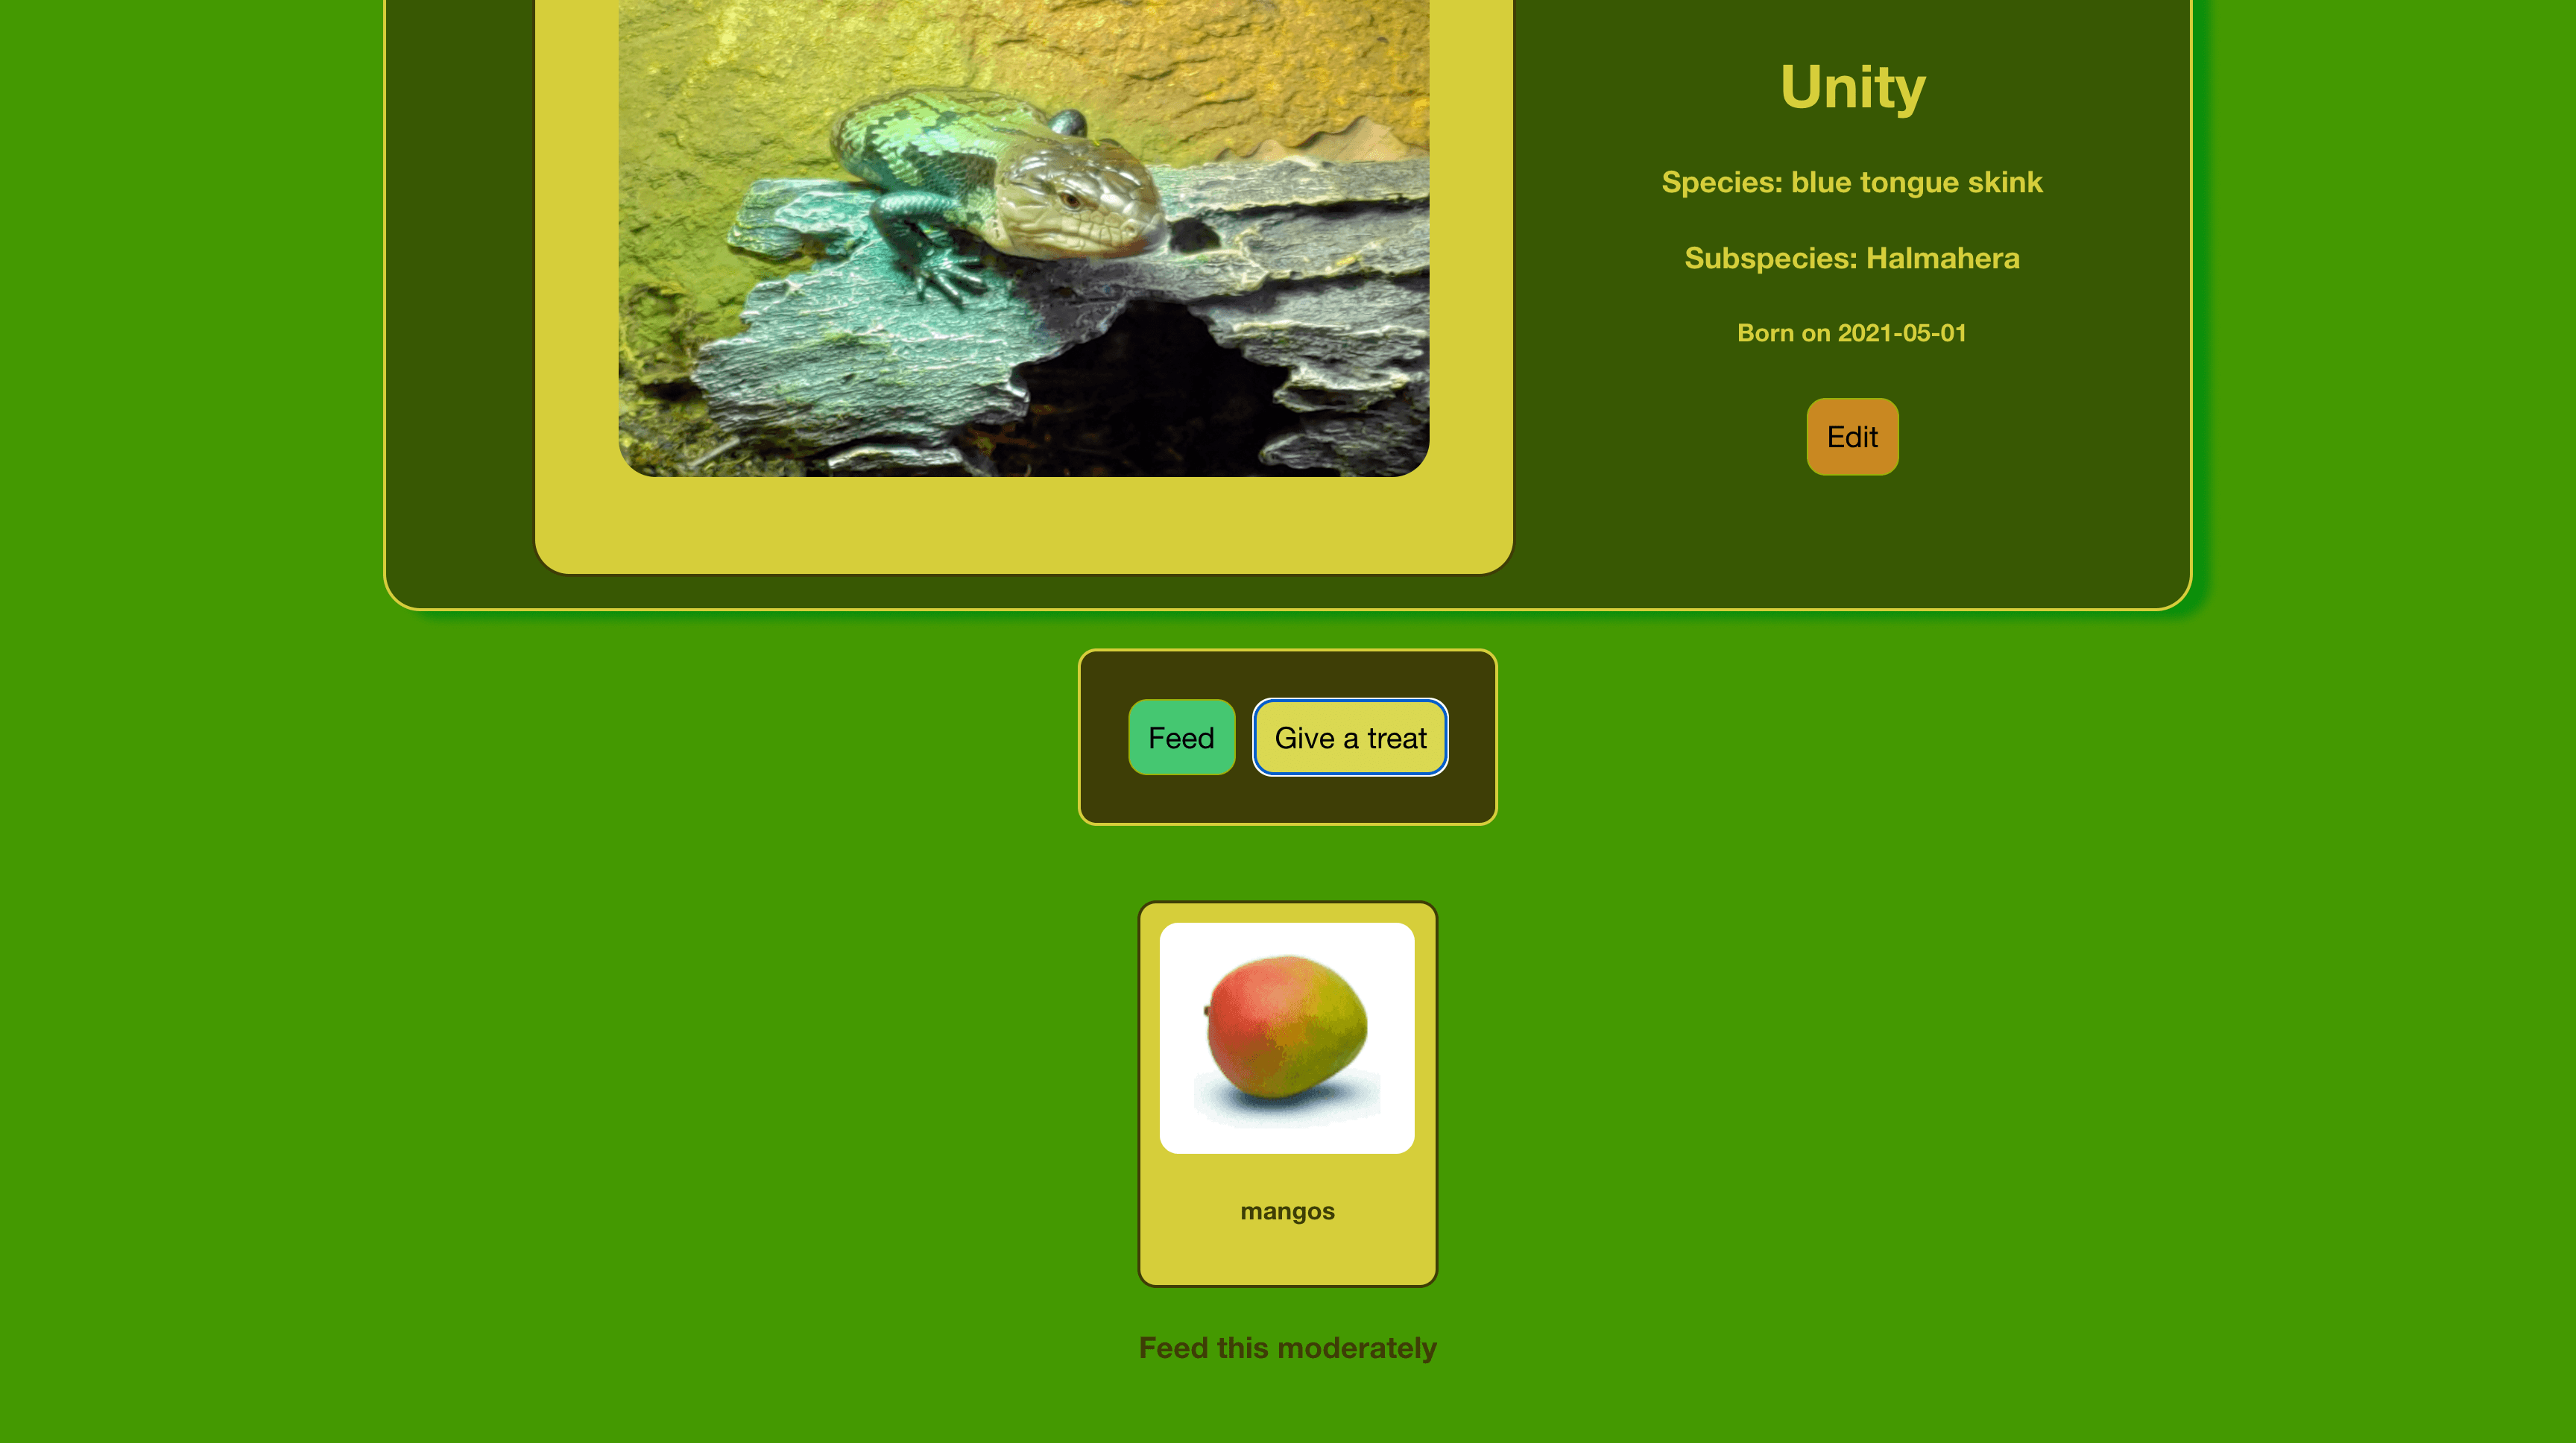 Unity
Species: blue tongue skink
Subspecies: Halmahera
Born on 2021-05-01
Edit
Feed
Give a treat
mangos
Feed this moderately